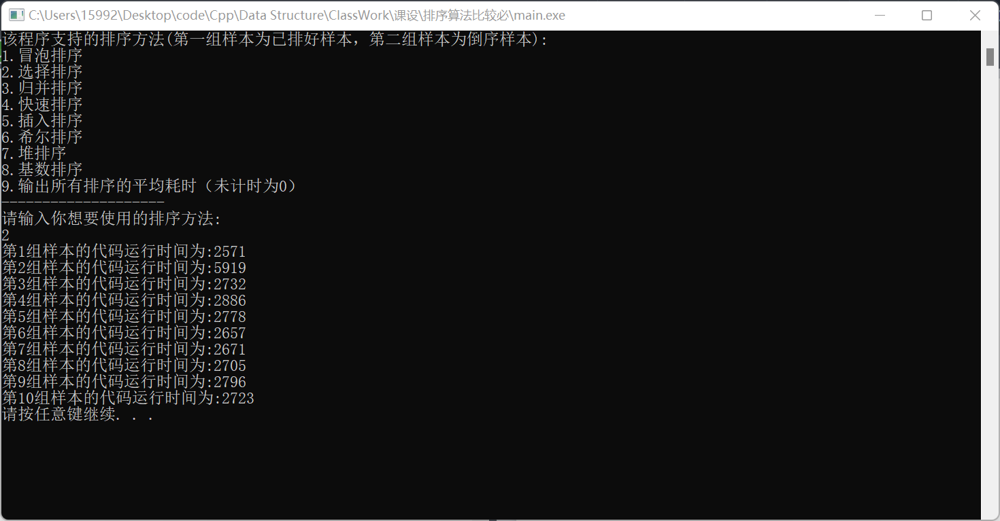 C:\Users\15992\Desktop\code\Cpp\Data Structure\ClassWork\课设\排序算法比较必\main.exe
该程序支持的排序方法(第一组样本为已排好样本，第二组样本为倒序样本):
1.冒泡排序
2.选择排序
3.归并排序
4.快速排序
5.插入排序
6.希尔排序
7.堆排序
8.基数排序
9.输出所有排序的平均耗时（未计时为0）
--------------------
请输入你想要使用的排序方法:
2
第1组样本的代码运行时间为:2571
第2组样本的代码运行时间为:5919
第3组样本的代码运行时间为:2732
第4组样本的代码运行时间为:2886
第5组样本的代码运行时间为:2778
第6组样本的代码运行时间为:2657
第7组样本的代码运行时间为:2671
第8组样本的代码运行时间为:2705
第9组样本的代码运行时间为:2796
第10组样本的代码运行时间为:2723
请按任意键继续. . .